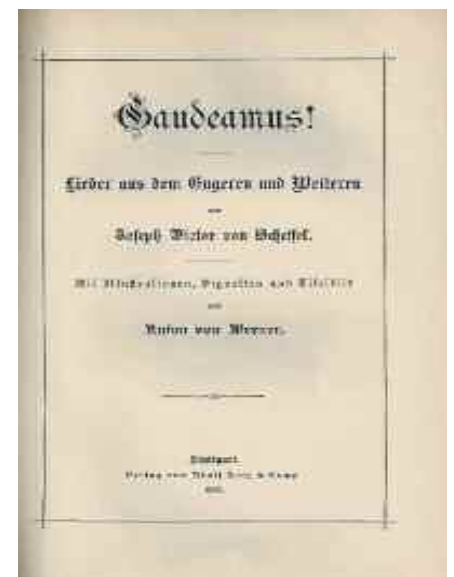 Gaudeamus!
Lieder aus dem Engeren und Weiteren
von
Joseph Victor von Scheffel.
Mit Illustrationen, Vignetten und Titelbild
von
Anton von Werner.
Stuttgart
Verlag von Adolf Bonz & Comp.